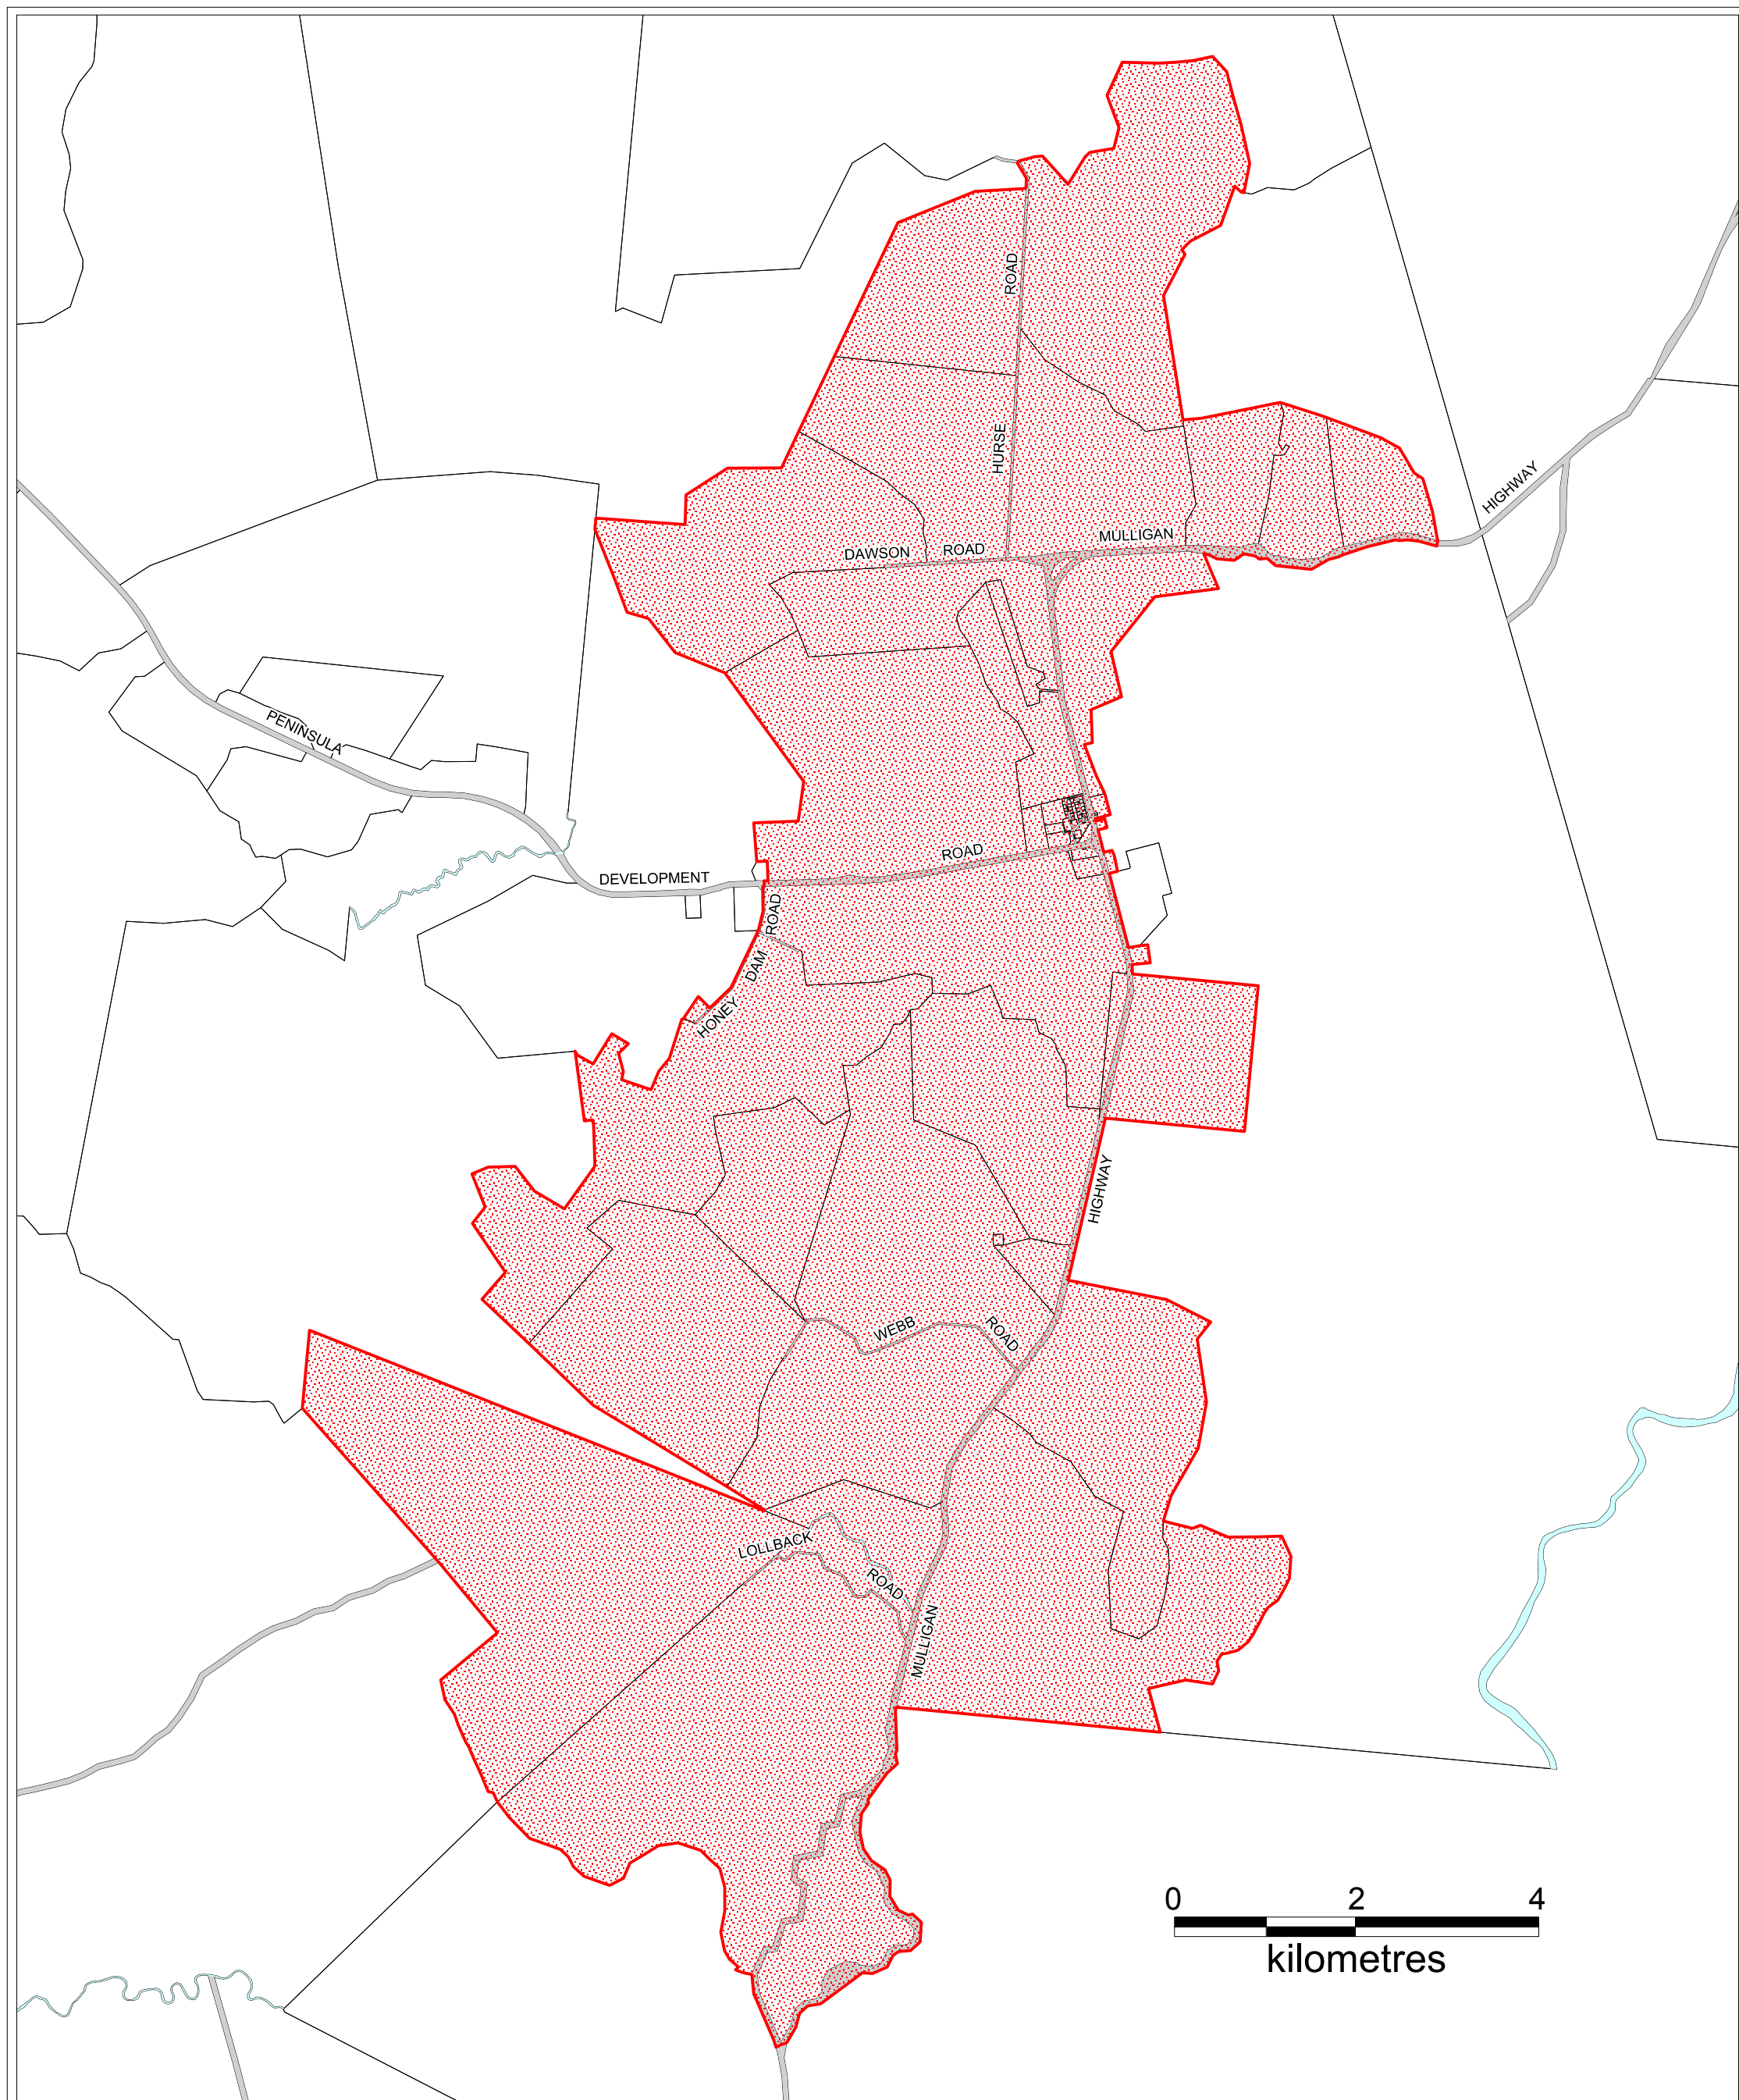 ROAD
HURSE
HIGHWAY
MULLIGAN
DAWSON ROAD
PENINSULA
DEVELOPMENT
ROAD
ROAD
DAM
HONEY
HIGHWAY
WEBB
ROAD
LOLLBACK
ROAD
MULLIGAN
0 2 4
kilometres